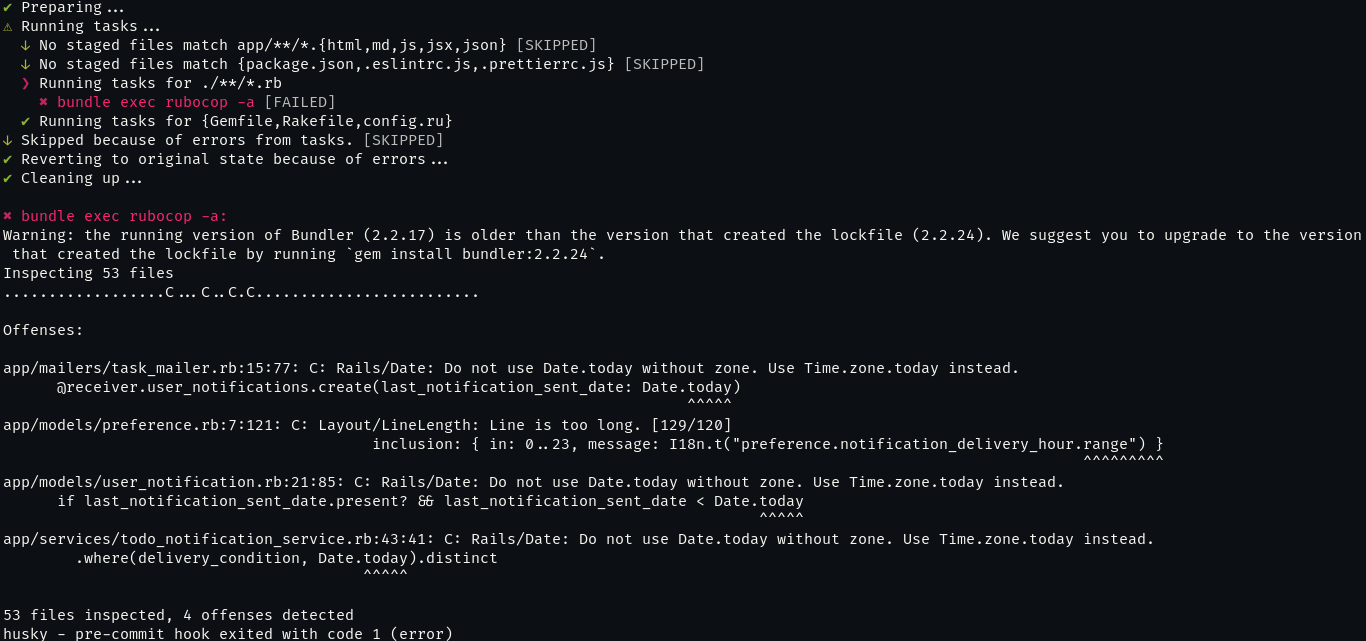 ✔ Preparing...
⚠ Running tasks...
↓ No staged files match app/**/*.{html,md,js,jsx,json} [SKIPPED]
↓ No staged files match {package.json,.eslintrc.js,.prettierrc.js} [SKIPPED]
❯ Running tasks for ./**/*.rb
✖ bundle exec rubocop -a [FAILED]
✔ Running tasks for {Gemfile,Rakefile,config.ru}
↓ Skipped because of errors from tasks. [SKIPPED]
✔ Reverting to original state because of errors...
✔ Cleaning up...
✖ bundle exec rubocop -a:
Warning: the running version of Bundler (2.2.17) is older than the version that created the lockfile (2.2.24). We suggest you to upgrade to the version
that created the lockfile by running `gem install bundler:2.2.24`.
Inspecting 53 files
..................C...C..C.C.........................
Offenses:
app/mailers/task_mailer.rb:15:77: C: Rails/Date: Do not use Date.today without zone. Use Time.zone.today instead.
@receiver.user_notifications.create(last_notification_sent_date: Date.today)
^^^^^
app/models/preference.rb:7:121: C: Layout/LineLength: Line is too long. [129/120]
inclusion: { in: 0..23, message: I18n.t("preference.notification_delivery_hour.range") }
^^^^^^^^^
app/models/user_notification.rb:21:85: C: Rails/Date: Do not use Date.today without zone. Use Time.zone.today instead.
if last_notification_sent_date.present? && last_notification_sent_date < Date.today
^^^^^
app/services/todo_notification_service.rb:43:41: C: Rails/Date: Do not use Date.today without zone. Use Time.zone.today instead.
.where(delivery_condition, Date.today).distinct
^^^^^
53 files inspected, 4 offenses detected
husky - pre-commit hook exited with code 1 (error)